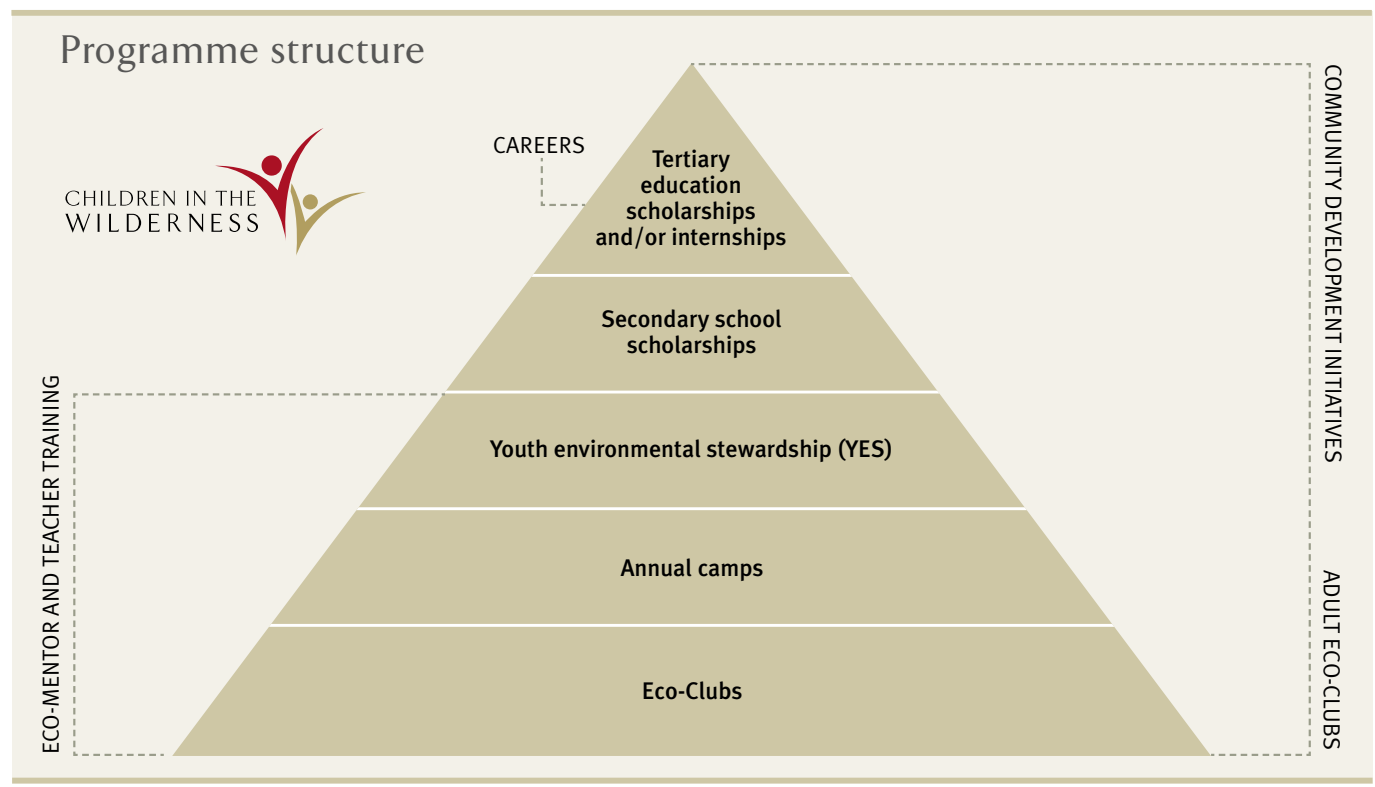 Programme structure
CHILDREN IN THE
WILDERNESS
CAREERS
Tertiary
education
scholarships
and/or internships
Secondary school
scholarships
Youth environmental stewardship (YES)
Annual camps
Eco-Clubs
ECO-MENTOR AND TEACHER TRAINING
COMMUNITY DEVELOPMENT INITIATIVES
ADULT ECO-CLUBS